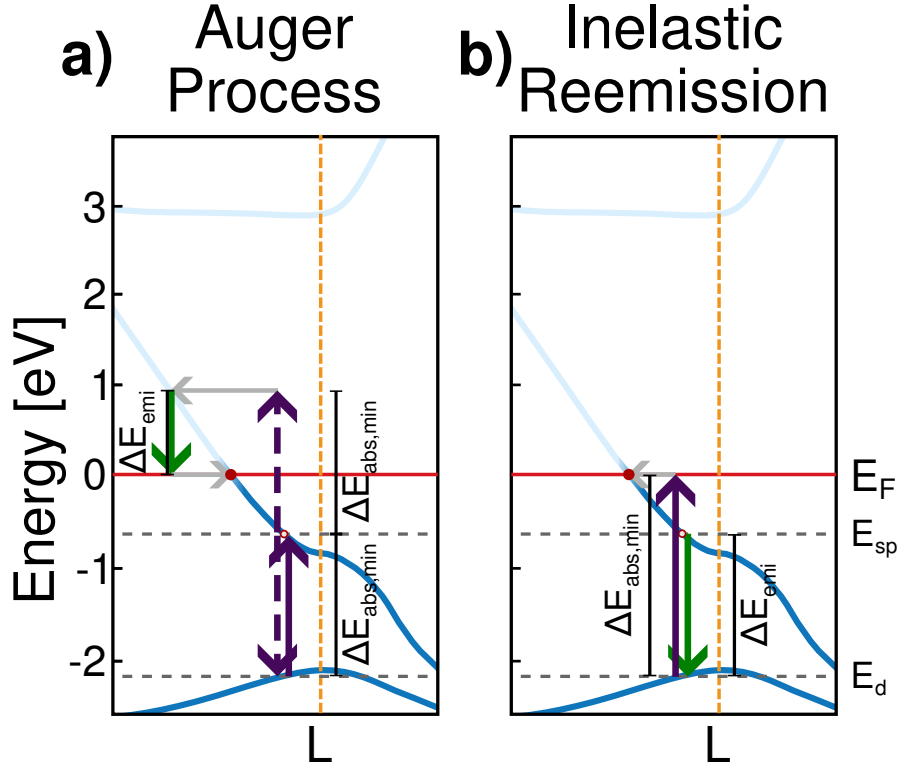 a)
Auger
Process
b)
Inelastic
Reemission
Energy [eV]
3
2
1
0
-1
-2
ΔE_emi
ΔE_abs,min
ΔE_abs,min
L
ΔE_abs,min
ΔE_emi
E_F
E_sp
E_d
L